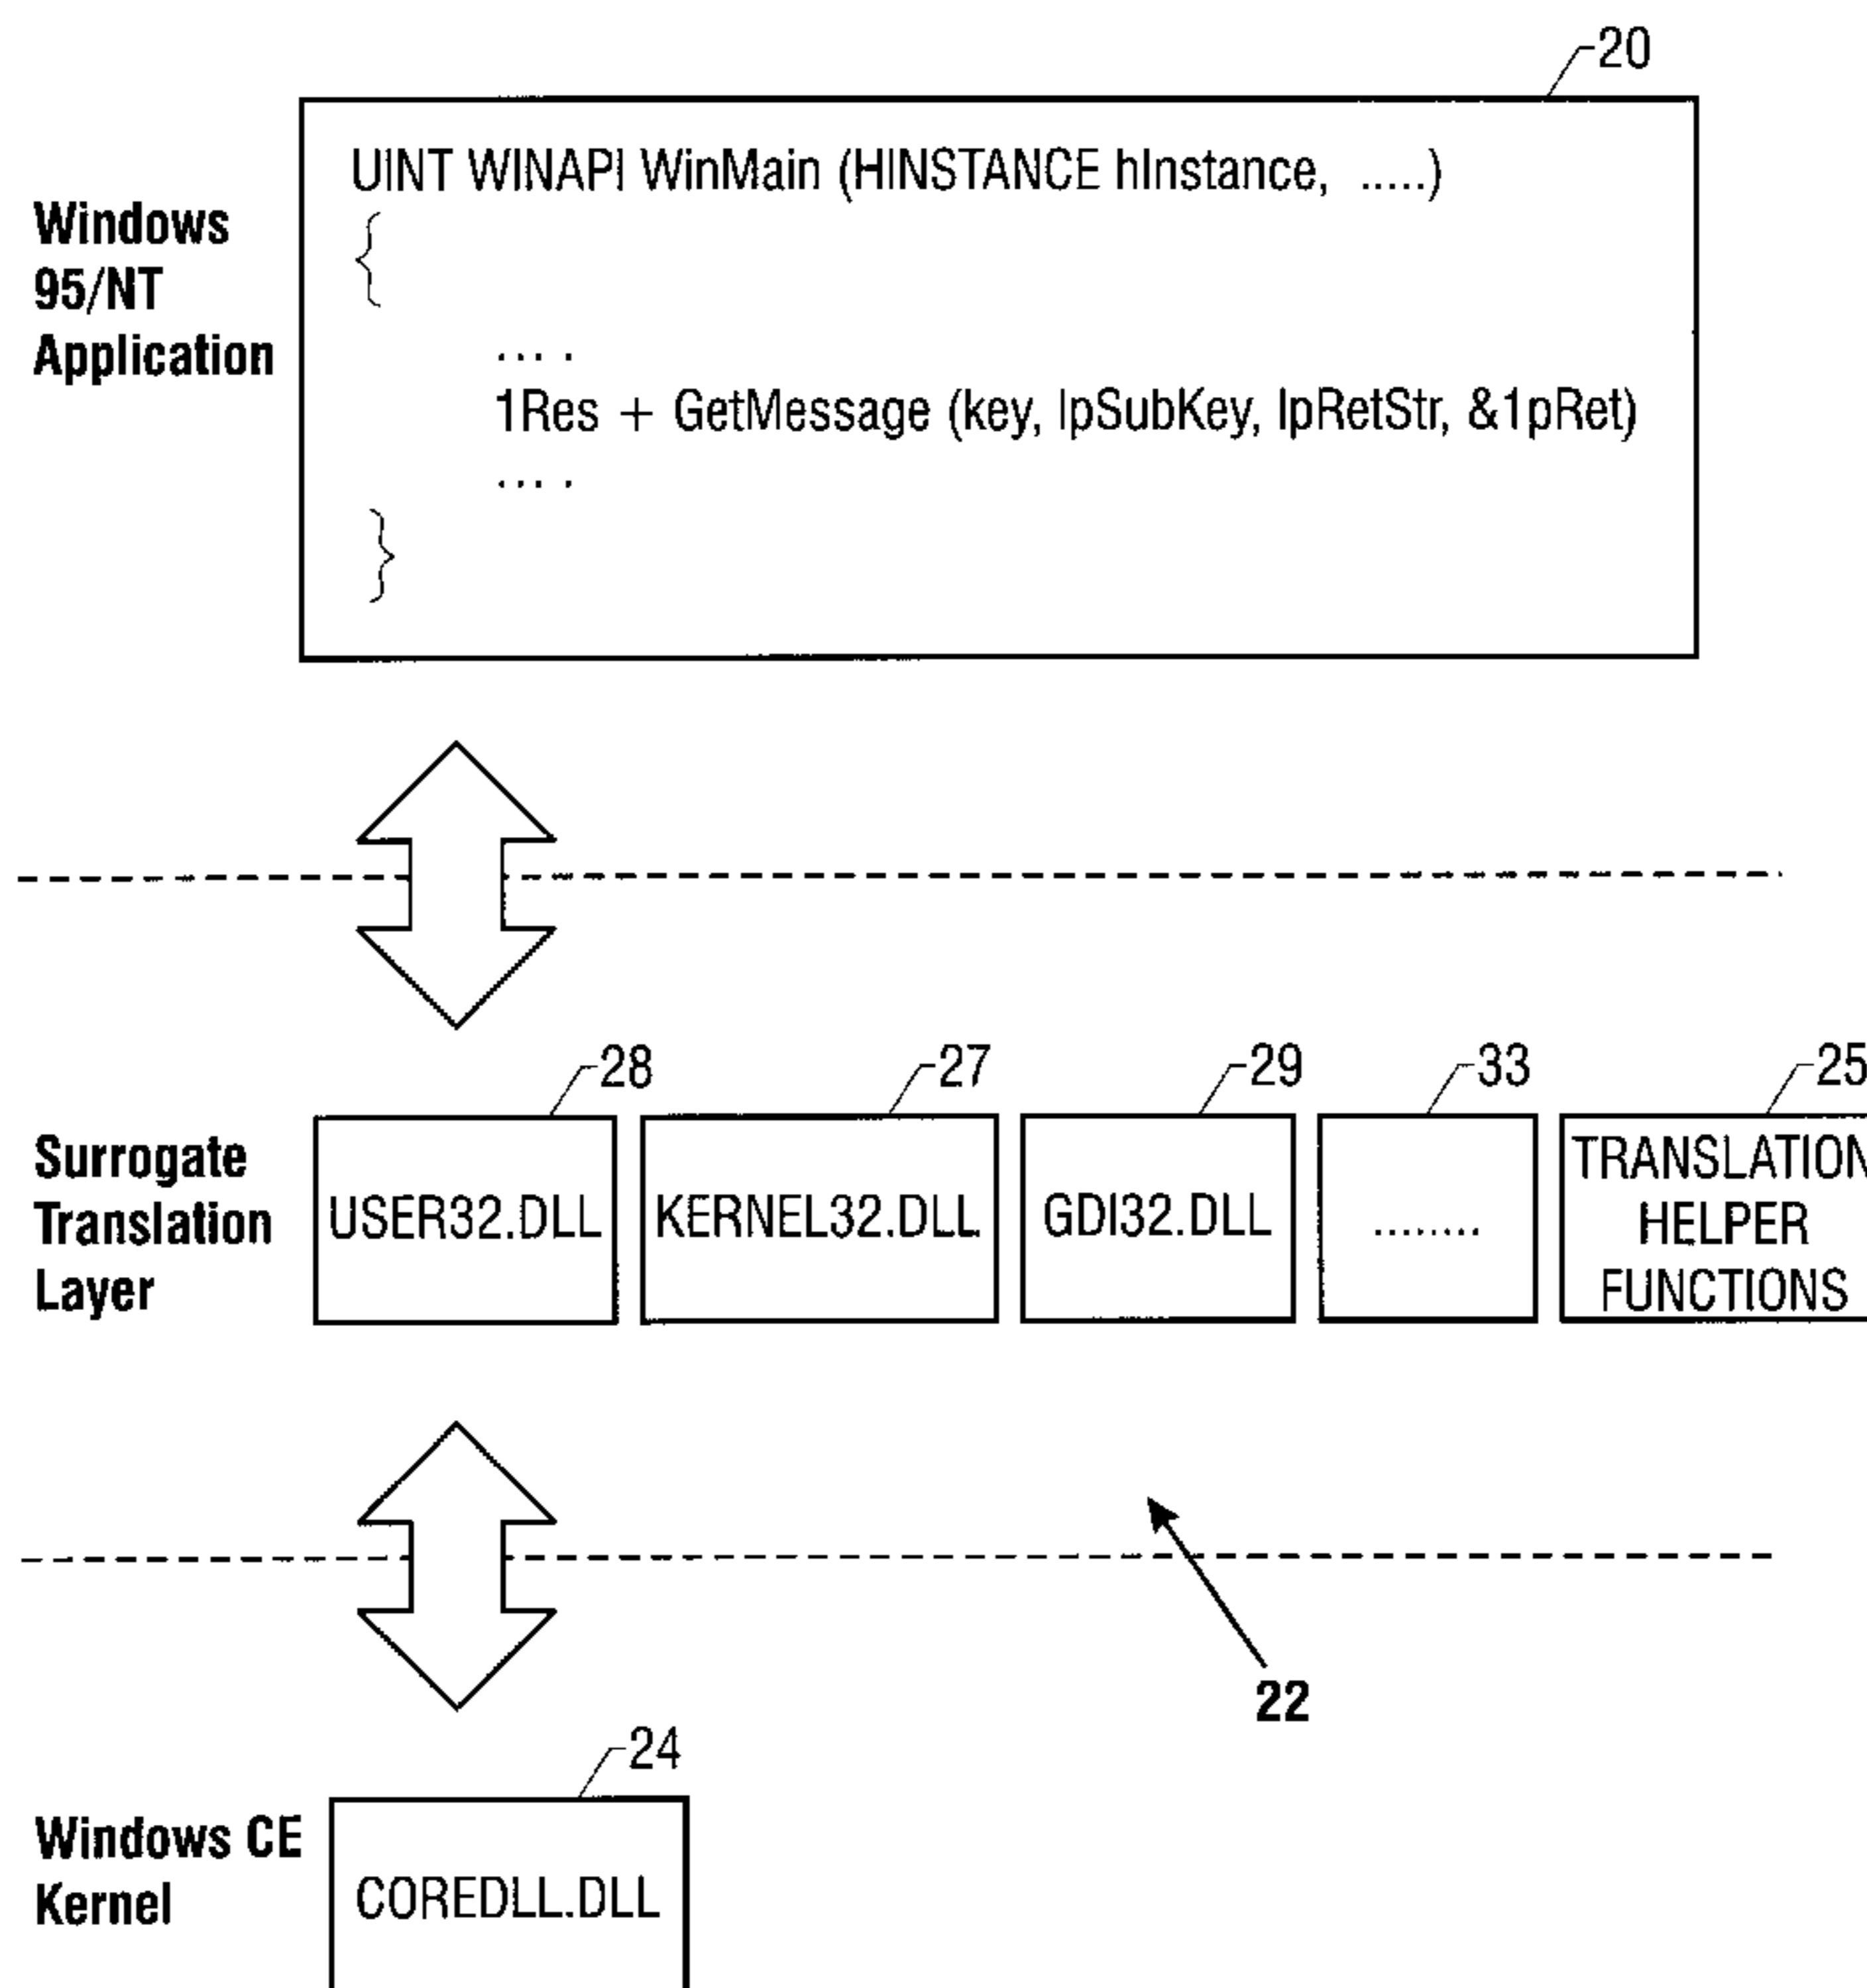 20
UINT WINAPI WinMain (HINSTANCE hInstance, .....)
{
Windows
95/NT
Application
.... 
1Res + GetMessage (key, lpSubKey, lpRetStr, &1pRet)
....
}
28
27
29
33
25
Surrogate
Translation
Layer
USER32.DLL
KERNEL32.DLL
GDI32.DLL
........
TRANSLATION
HELPER
FUNCTIONS
22
24
Windows CE
Kernel
COREDLL.DLL